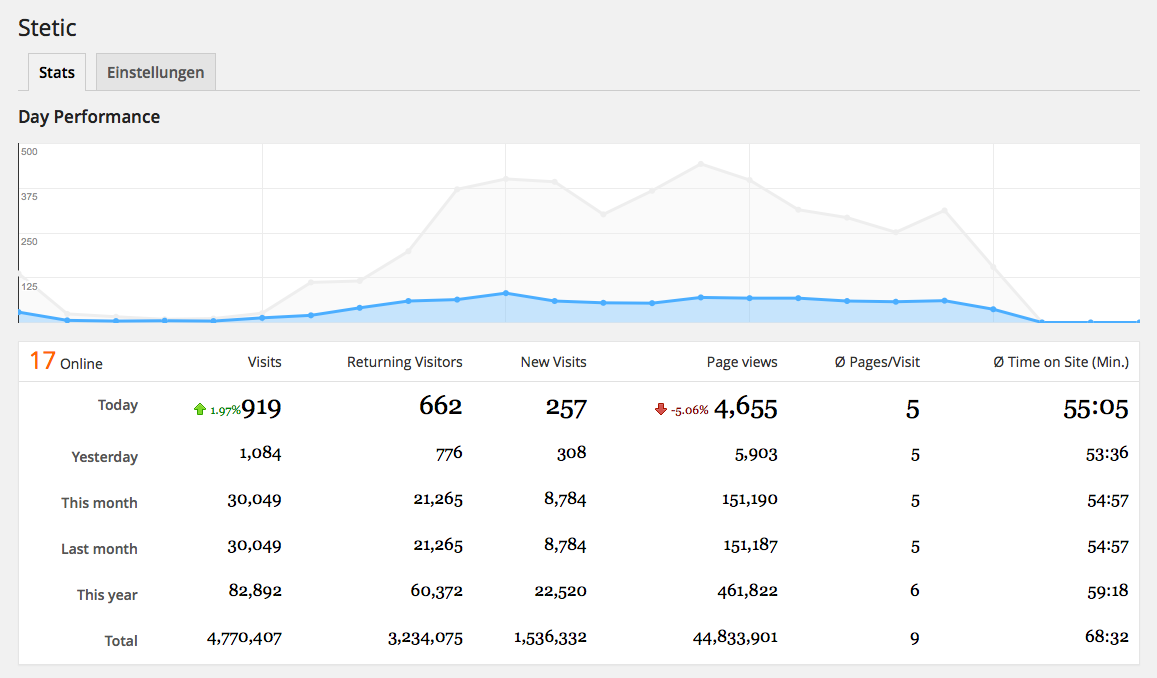 Stetic
Stats Einstellungen
Day Performance
500
375
250
125
17 Online Visits Returning Visitors New Visits Page views Ø Pages/Visit Ø Time on Site (Min.)
Today 1.97% 919 662 257 -5.06% 4,655 5 55:05
Yesterday 1,084 776 308 5,903 5 53:36
This month 30,049 21,265 8,784 151,190 5 54:57
Last month 30,049 21,265 8,784 151,187 5 54:57
This year 82,892 60,372 22,520 461,822 6 59:18
Total 4,770,407 3,234,075 1,536,332 44,833,901 9 68:32